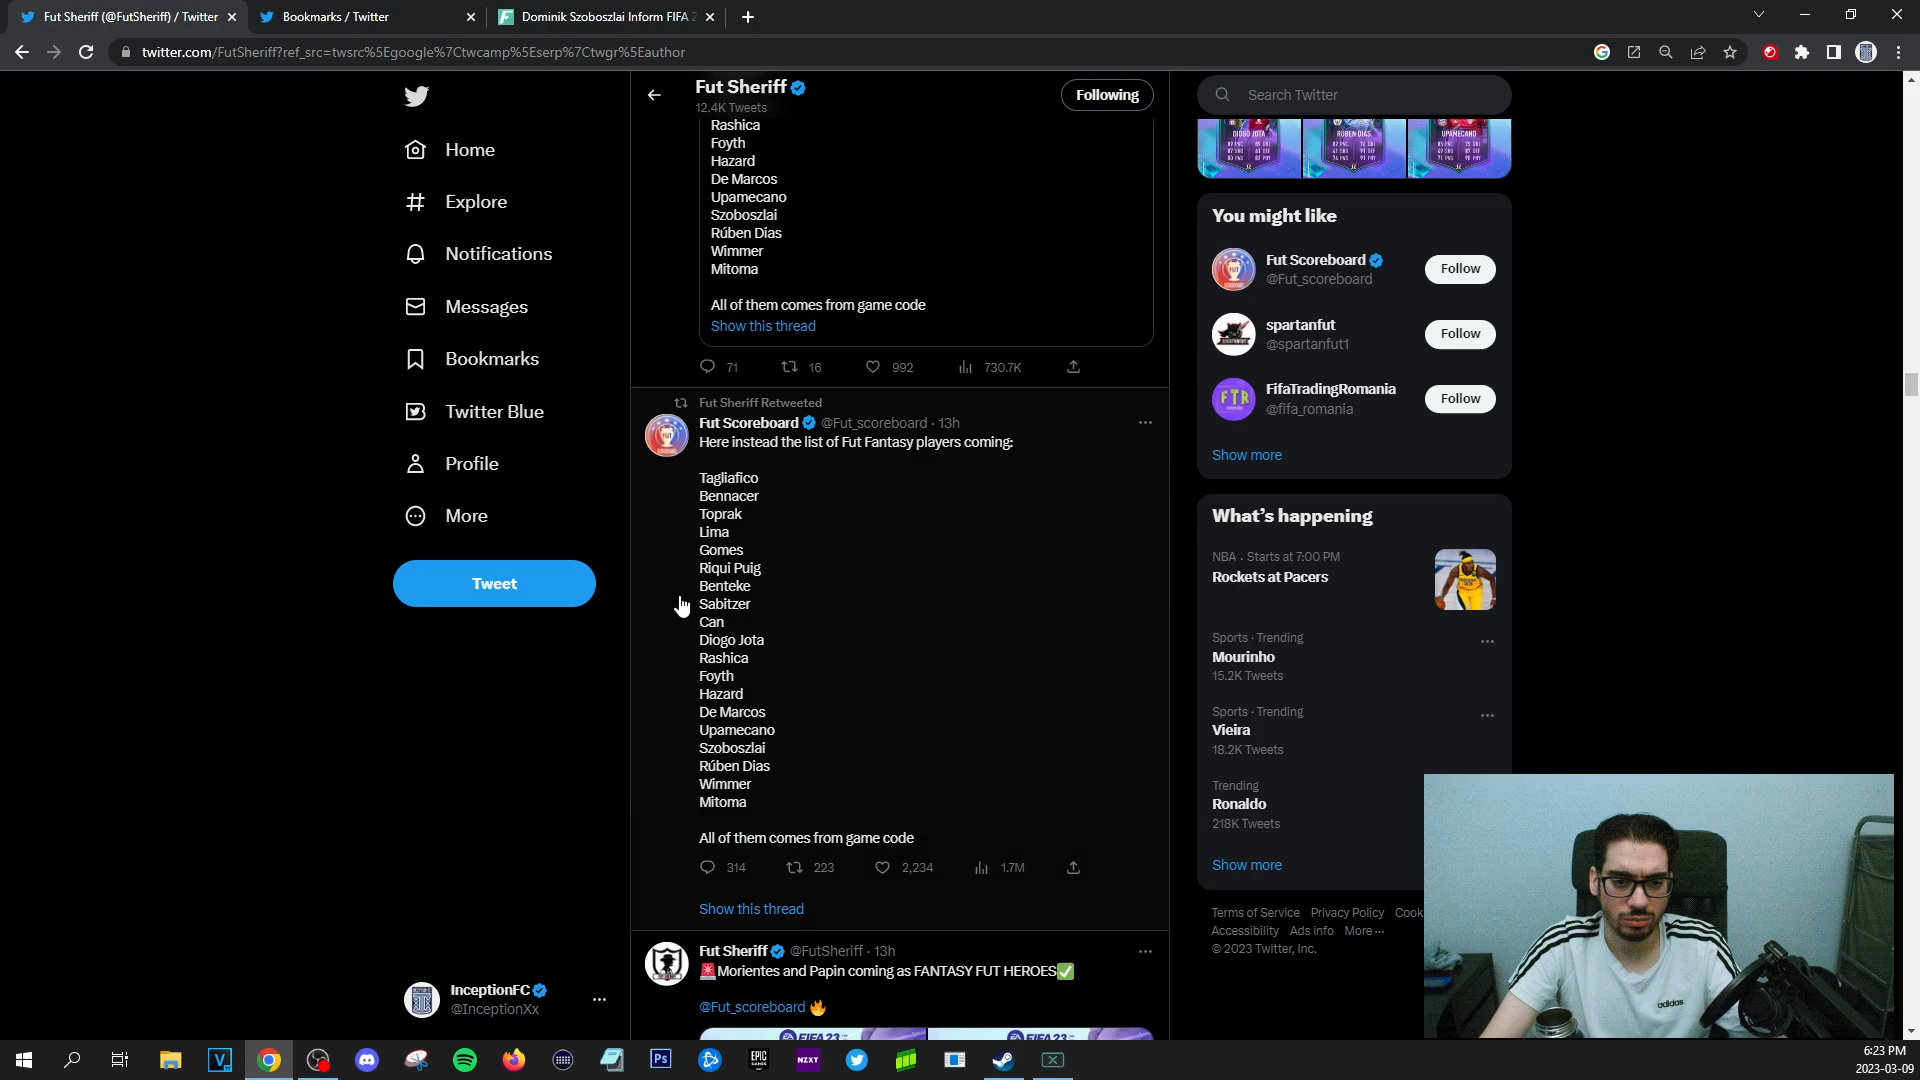 Fut Sheriff (@FutSheriff) / Twitter
Bookmarks / Twitter
Dominik Szoboszlai Inform FIFA 2
twitter.com/FutSheriff?ref_src=twsrc%5Egoogle%7Ctwcamp%5Eserp%7Ctwgr%5Eauthor
Home
Explore
Notifications
Messages
Bookmarks
Twitter Blue
Profile
More
Tweet
InceptionFC
@InceptionXx
Fut Sheriff
12.4K Tweets
Following
Rashica
Foyth
Hazard
De Marcos
Upamecano
Szoboszlai
Rúben Dias
Wimmer
Mitoma
All of them comes from game code
Show this thread
71 16 992 730.7K
Fut Sheriff Retweeted
Fut Scoreboard @Fut_scoreboard · 13h
Here instead the list of Fut Fantasy players coming:
Tagliafico
Bennacer
Toprak
Lima
Gomes
Riqui Puig
Benteke
Sabitzer
Can
Diogo Jota
Rashica
Foyth
Hazard
De Marcos
Upamecano
Szoboszlai
Rúben Dias
Wimmer
Mitoma
All of them comes from game code
314 223 2,234 1.7M
Show this thread
Fut Sheriff @FutSheriff · 13h
🚨Morientes and Papin coming as FANTASY FUT HEROES✅
@Fut_scoreboard 🔥
FIFA23 FIFA23
Search Twitter
DIOGO JOTA RÚBEN DIAS UPAMECANO
You might like
Fut Scoreboard
@Fut_scoreboard
Follow
spartanfut
@spartanfut1
Follow
FifaTradingRomania
@fifa_romania
Follow
Show more
What's happening
NBA · Starts at 7:00 PM
Rockets at Pacers
Sports · Trending
Mourinho
15.2K Tweets
Sports · Trending
Vieira
18.2K Tweets
Trending
Ronaldo
218K Tweets
Show more
Terms of Service Privacy Policy Cook
Accessibility Ads info More ···
© 2023 Twitter, Inc.
adidas
6:23 PM
2023-03-09